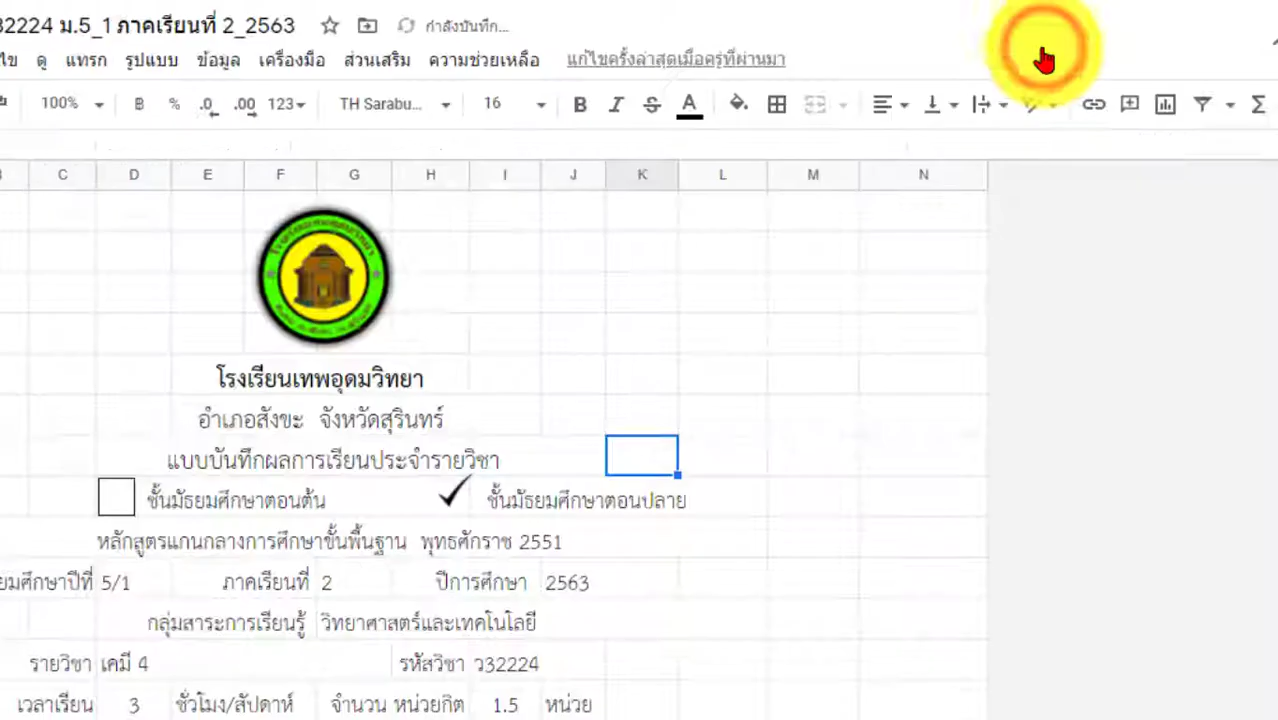 32224 ม.5_1 ภาคเรียนที่ 2_2563 กำลังบันทึก...
ไข ดู แทรก รูปแบบ ข้อมูล เครื่องมือ ส่วนเสริม ความช่วยเหลือ แก้ไขครั้งล่าสุดเมื่อครู่ที่ผ่านมา
100% B % .0 .00 123 TH Sarabu... 16 B I S A Σ
C D E F G H I J K L M N
โรงเรียนเทพอุดมวิทยา
อำเภอสังขะ จังหวัดสุรินทร์
แบบบันทึกผลการเรียนประจำรายวิชา
ชั้นมัธยมศึกษาตอนต้น ชั้นมัธยมศึกษาตอนปลาย
หลักสูตรแกนกลางการศึกษาขั้นพื้นฐาน พุทธศักราช 2551
ยมศึกษาปีที่ 5/1 ภาคเรียนที่ 2 ปีการศึกษา 2563
กลุ่มสาระการเรียนรู้ วิทยาศาสตร์และเทคโนโลยี
รายวิชา เคมี 4 รหัสวิชา ว32224
เวลาเรียน 3 ชั่วโมง/สัปดาห์ จำนวน หน่วยกิต 1.5 หน่วย